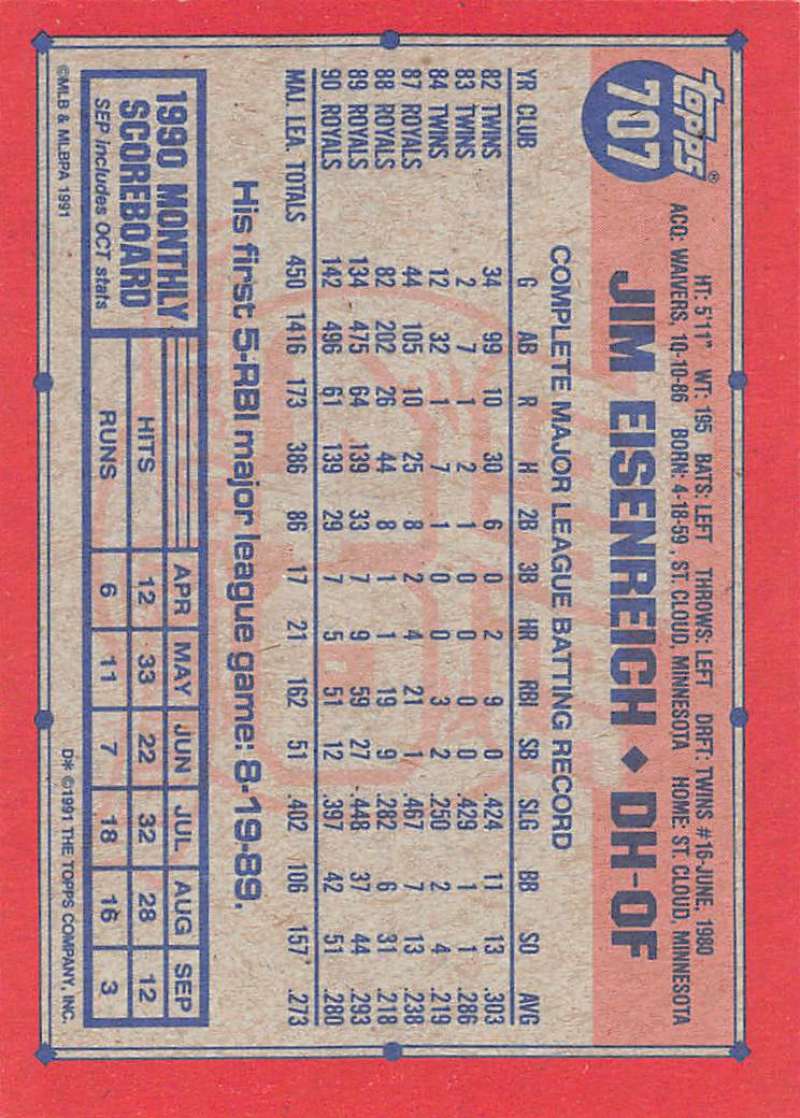 topps®
707
HT: 5'11" WT: 195 BATS: LEFT THROWS: LEFT DRFT: TWINS #16-JUNE, 1980
ACQ: WAIVERS, 10-10-86 BORN: 4-18-59, ST. CLOUD, MINNESOTA HOME: ST. CLOUD, MINNESOTA
JIM EISENREICH ◆ DH-OF
COMPLETE MAJOR LEAGUE BATTING RECORD
YR CLUB G AB R H 2B 3B HR RBI SB SLG BB SO AVG
82 TWINS 34 99 10 30 6 0 2 9 0 .424 11 13 .303
83 TWINS 2 7 1 2 1 0 0 0 0 .429 1 1 .286
84 TWINS 12 32 1 7 1 0 0 3 2 .250 2 4 .219
87 ROYALS 44 105 10 25 8 2 4 21 1 .467 7 13 .238
88 ROYALS 82 202 26 44 8 1 1 19 9 .282 6 31 .218
89 ROYALS 134 475 64 139 33 7 9 59 27 .448 37 44 .293
90 ROYALS 142 496 61 139 29 7 5 51 12 .397 42 51 .280
MAJ. LEA. TOTALS 450 1416 173 386 86 17 21 162 51 .402 106 157 .273
His first 5-RBI major league game: 8-19-89.
1990 MONTHLY
SCOREBOARD
SEP includes OCT stats
APR MAY JUN JUL AUG SEP
HITS 12 33 22 32 28 12
RUNS 6 11 7 18 16 3
©MLB & MLBPA 1991
D* ©1991 THE TOPPS COMPANY, INC.